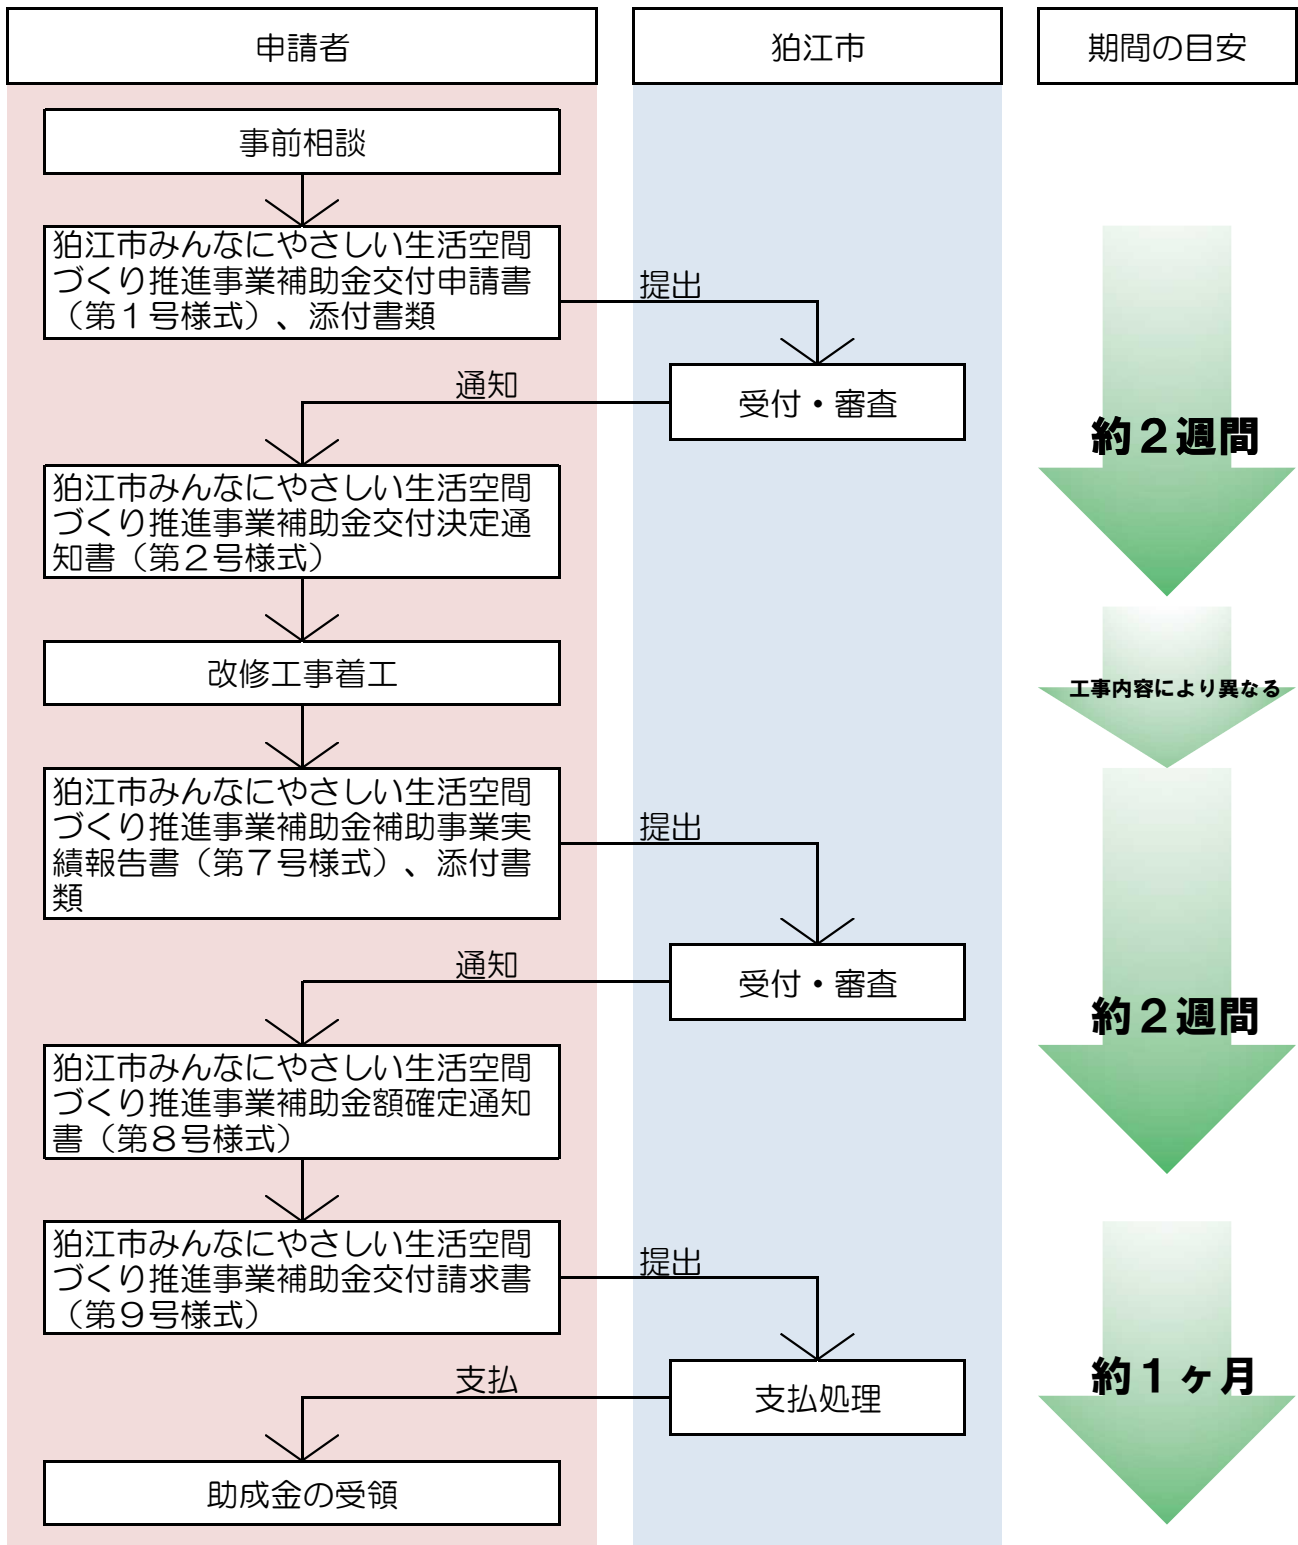 申請者
狛江市
期間の目安
事前相談
狛江市みんなにやさしい生活空間
づくり推進事業補助金交付申請書
（第１号様式）、添付書類
提出
受付・審査
通知
約２週間
狛江市みんなにやさしい生活空間
づくり推進事業補助金交付決定通
知書（第２号様式）
改修工事着工
工事内容により異なる
狛江市みんなにやさしい生活空間
づくり推進事業補助金補助事業実
績報告書（第７号様式）、添付書
類
提出
受付・審査
通知
約２週間
狛江市みんなにやさしい生活空間
づくり推進事業補助金額確定通知
書（第８号様式）
狛江市みんなにやさしい生活空間
づくり推進事業補助金交付請求書
（第９号様式）
提出
支払処理
支払
約１ヶ月
助成金の受領